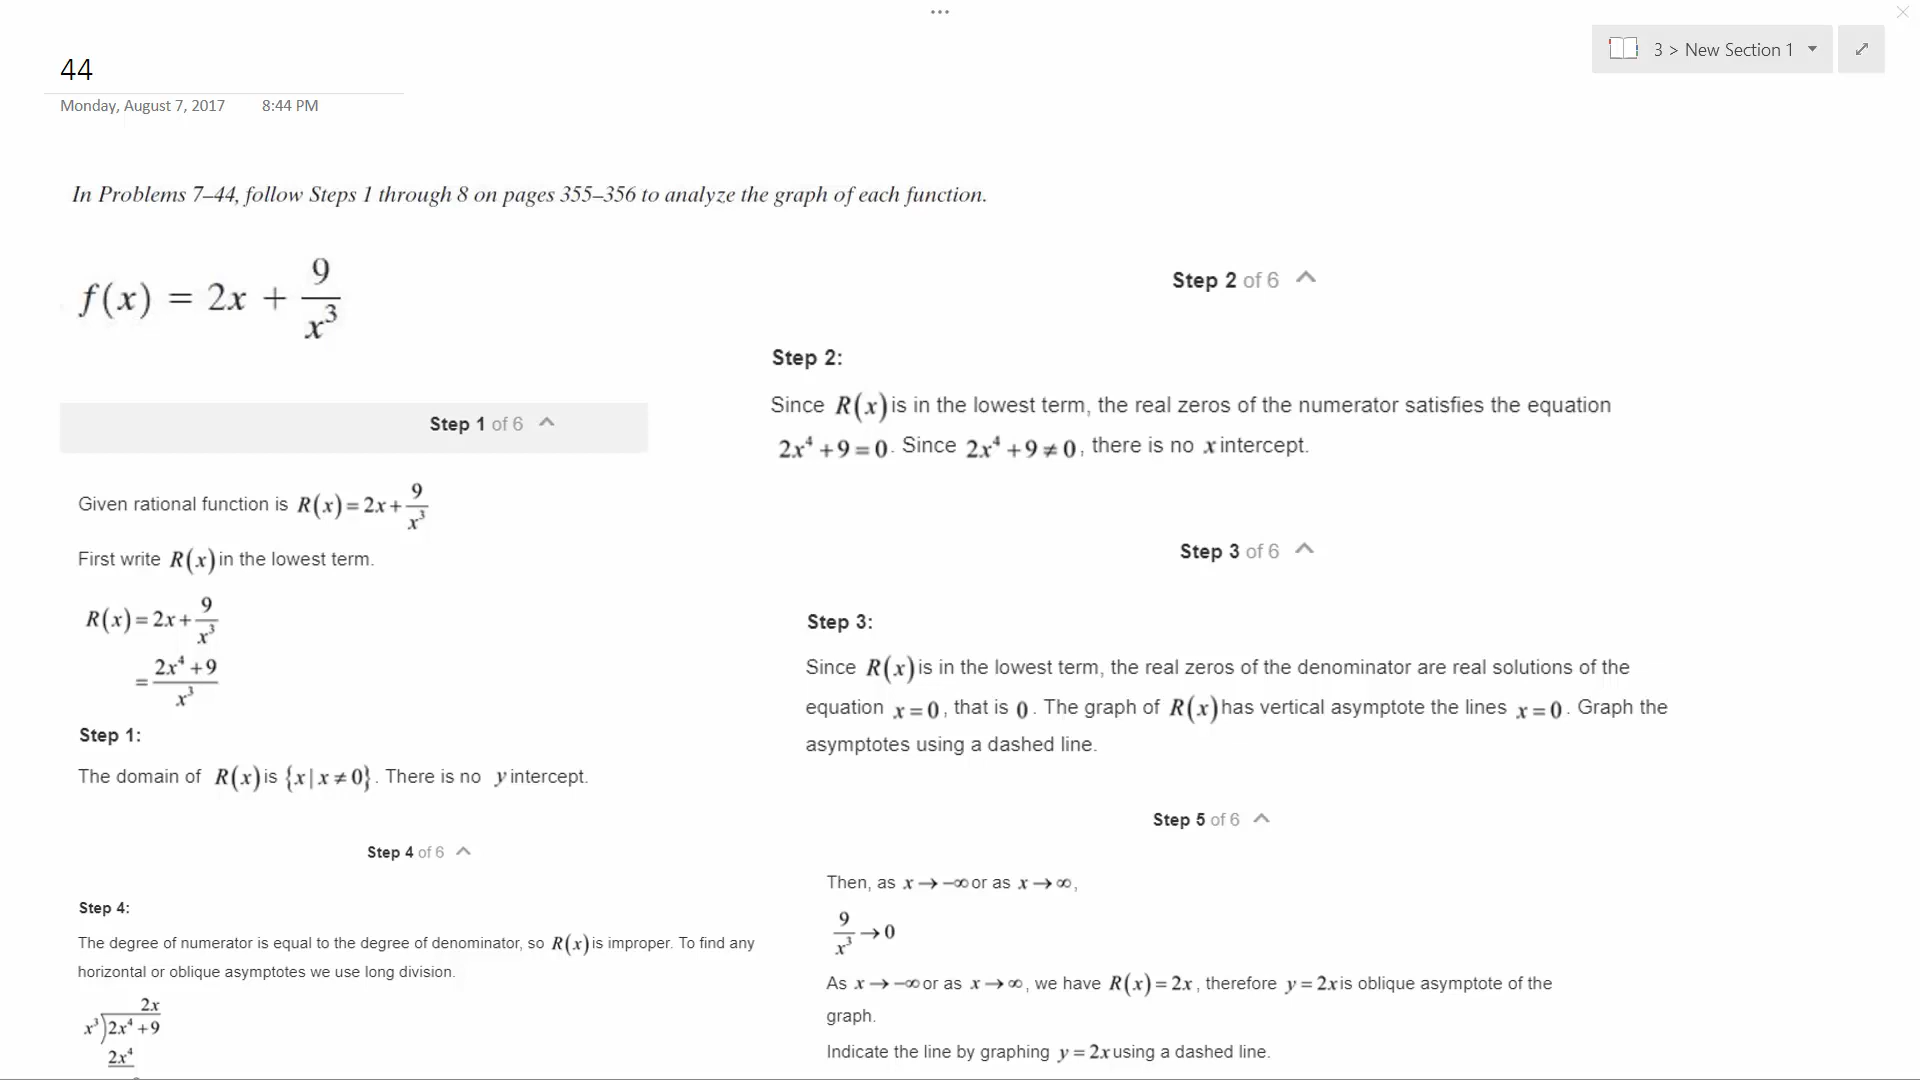 ...
3 > New Section 1
44
Monday, August 7, 2017 8:44 PM
In Problems 7–44, follow Steps 1 through 8 on pages 355–356 to analyze the graph of each function.
f(x) = 2x + 9/x³
Step 1 of 6
Given rational function is R(x) = 2x + 9/x³
First write R(x) in the lowest term.
R(x) = 2x + 9/x³
= (2x⁴ + 9)/x³
Step 1:
The domain of R(x) is {x | x ≠ 0}. There is no y intercept.
Step 2 of 6
Step 2:
Since R(x) is in the lowest term, the real zeros of the numerator satisfies the equation
2x⁴ + 9 = 0. Since 2x⁴ + 9 ≠ 0, there is no x intercept.
Step 3 of 6
Step 3:
Since R(x) is in the lowest term, the real zeros of the denominator are real solutions of the
equation x = 0, that is 0. The graph of R(x) has vertical asymptote the lines x = 0. Graph the
asymptotes using a dashed line.
Step 4 of 6
Step 4:
The degree of numerator is equal to the degree of denominator, so R(x) is improper. To find any
horizontal or oblique asymptotes we use long division.
2x
x³)2x⁴ + 9
2x⁴
Step 5 of 6
Then, as x → −∞ or as x → ∞,
9/x³ → 0
As x → −∞ or as x → ∞, we have R(x) = 2x, therefore y = 2x is oblique asymptote of the
graph.
Indicate the line by graphing y = 2x using a dashed line.